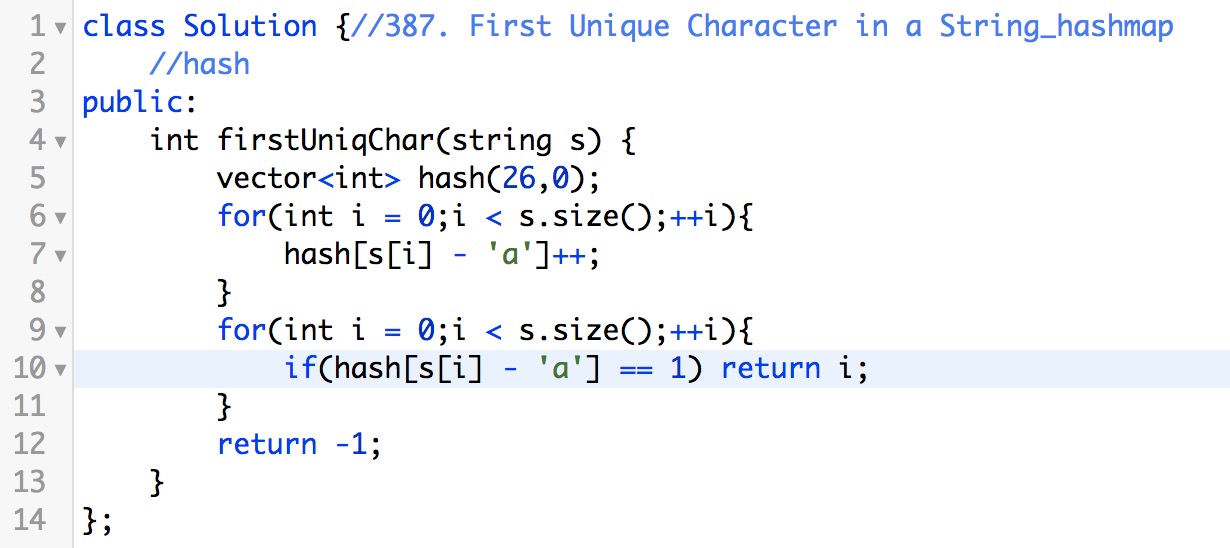 1 class Solution {//387. First Unique Character in a String_hashmap
2     //hash
3 public:
4     int firstUniqChar(string s) {
5         vector<int> hash(26,0);
6         for(int i = 0;i < s.size();++i){
7             hash[s[i] - 'a']++;
8         }
9         for(int i = 0;i < s.size();++i){
10             if(hash[s[i] - 'a'] == 1) return i;
11         }
12         return -1;
13     }
14 };